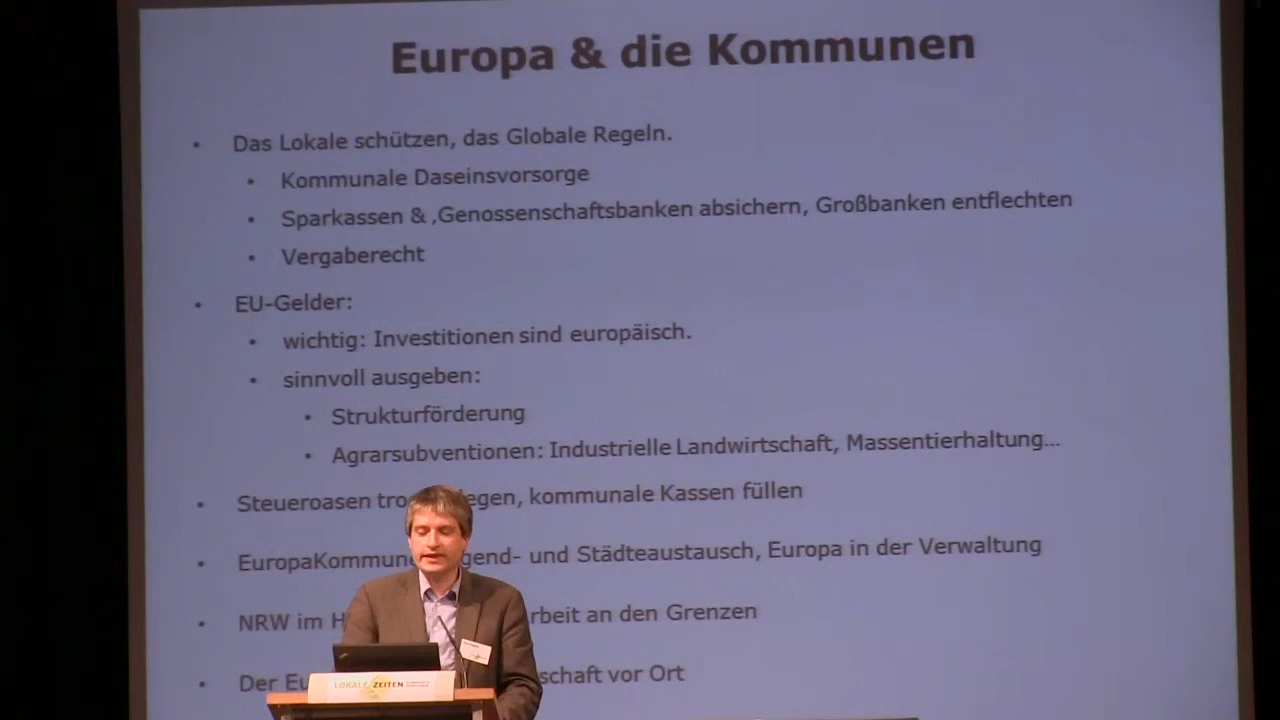 Europa & die Kommunen
Das Lokale schützen, das Globale Regeln.
Kommunale Daseinsvorsorge
Sparkassen & ‚Genossenschaftsbanken absichern, Großbanken entflechten
Vergaberecht
EU-Gelder:
wichtig: Investitionen sind europäisch.
sinnvoll ausgeben:
Strukturförderung
Agrarsubventionen: Industrielle Landwirtschaft, Massentierhaltung...
Steueroasen tro egen, kommunale Kassen füllen
EuropaKommune gend- und Städteaustausch, Europa in der Verwaltung
NRW im H rbeit an den Grenzen
Der Eu schaft vor Ort
LOKALE ZEITEN